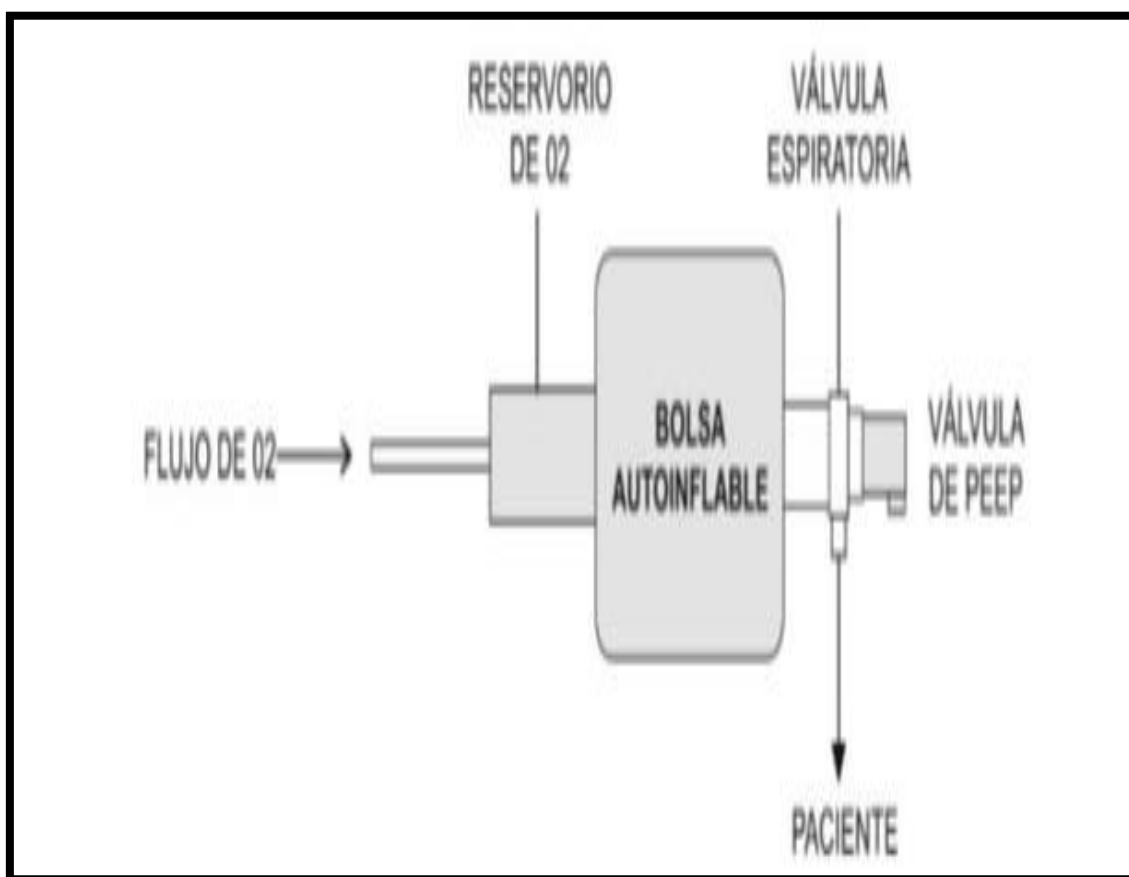 RESERVORIO
DE 02
VÁLVULA
ESPIRATORIA
FLUJO DE 02
BOLSA
AUTOINFLABLE
VÁLVULA
DE PEEP
PACIENTE